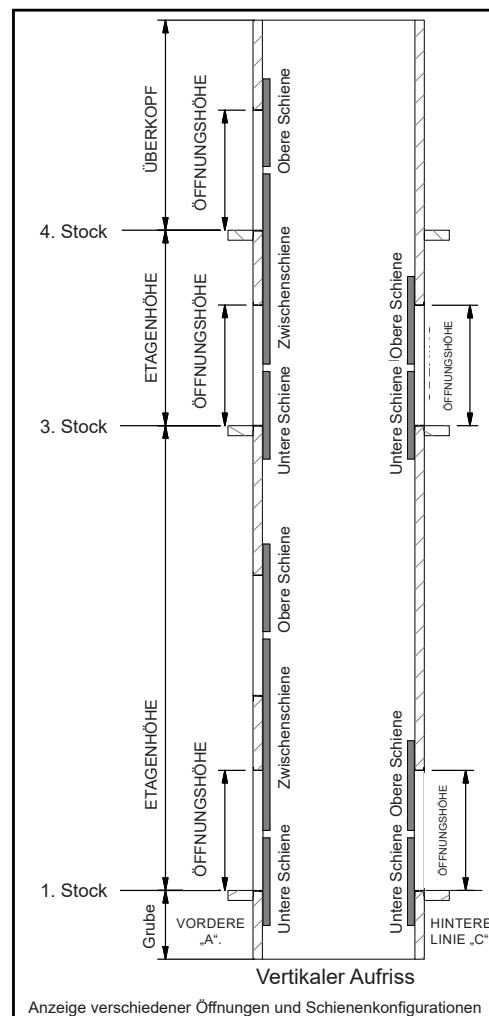 ÜBERKOPF
ÖFFNUNGSHÖHE
Obere Schiene
4. Stock
ETAGENHÖHE
ÖFFNUNGSHÖHE
Zwischenschiene
Obere Schiene
ÖFFNUNGSHÖHE
Untere Schiene
Untere Schiene
3. Stock
Obere Schiene
ETAGENHÖHE
ÖFFNUNGSHÖHE
Zwischenschiene
Obere Schiene
ÖFFNUNGSHÖHE
Untere Schiene
Untere Schiene
1. Stock
Grube
VORDERE
„A“.
HINTERE
LINIE „C“
Vertikaler Aufriss
Anzeige verschiedener Öffnungen und Schienenkonfigurationen